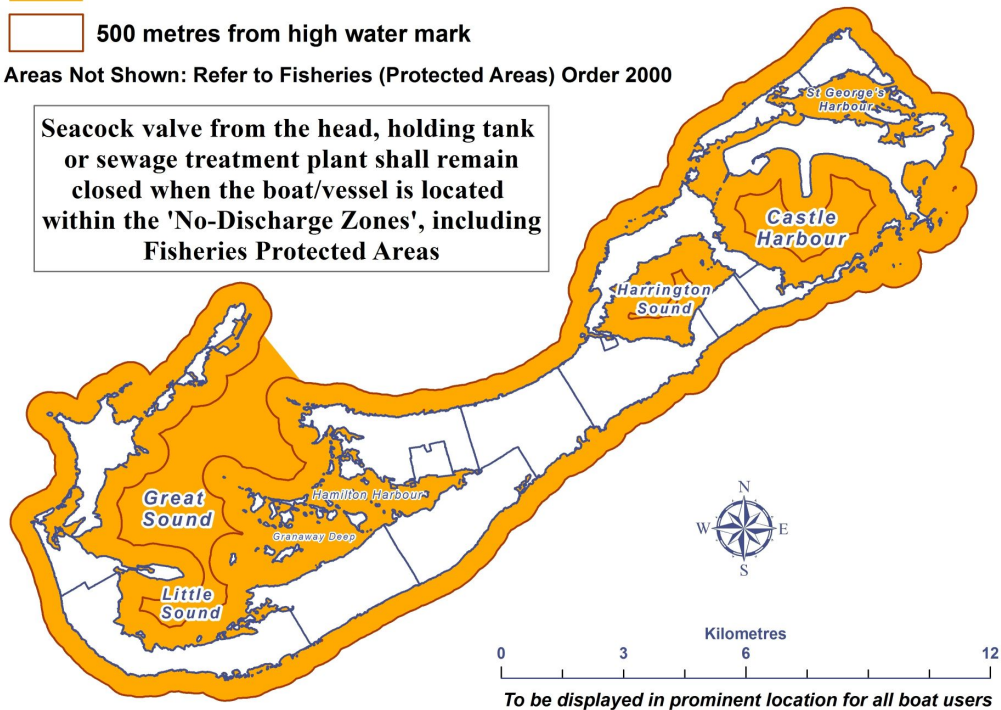 500 metres from high water mark
Areas Not Shown: Refer to Fisheries (Protected Areas) Order 2000
Seacock valve from the head, holding tank
or sewage treatment plant shall remain
closed when the boat/vessel is located
within the 'No-Discharge Zones', including
Fisheries Protected Areas
St George's
Harbour
Castle
Harbour
Harrington
Sound
Great
Sound
Hamilton Harbour
Granaway Deep
Little
Sound
N
W E
S
Kilometres
0 3 6 12
To be displayed in prominent location for all boat users